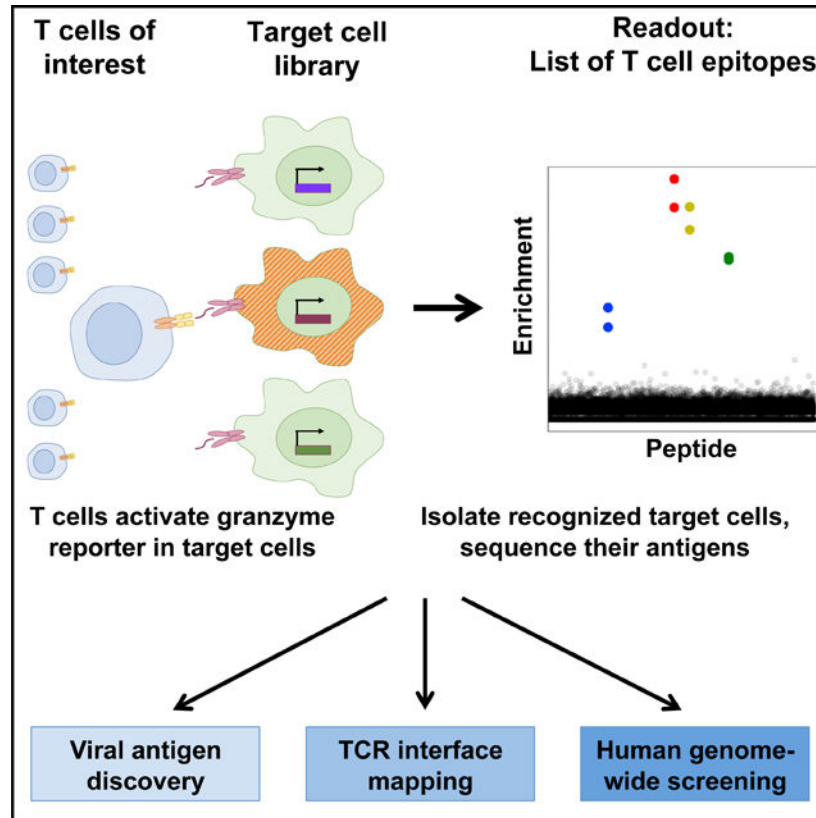 T cells of
interest
Target cell
library
Readout:
List of T cell epitopes
Enrichment
Peptide
T cells activate granzyme
reporter in target cells
Isolate recognized target cells,
sequence their antigens
Viral antigen
discovery
TCR interface
mapping
Human genome-
wide screening